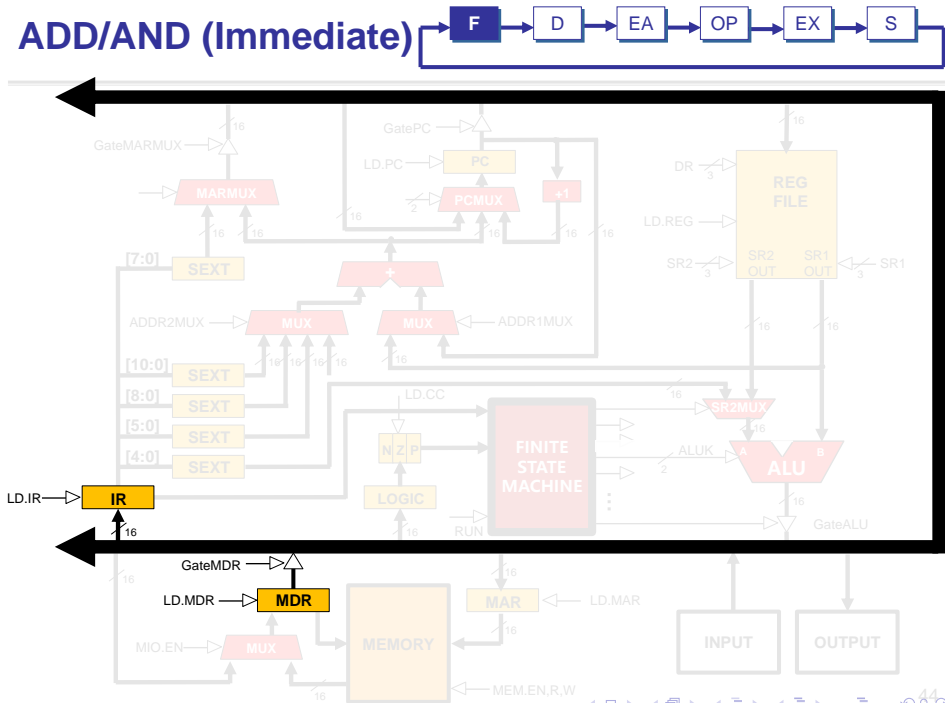 ADD/AND (Immediate)
F D EA OP EX S
16 16
GatePC
GateMARMUX
LD.PC PC DR 3
REG FILE
MARMUX 2 PCMUX +1
LD.REG
16 16 16 16 16 16
[7:0] SEXT SR2 3 SR2 OUT SR1 OUT 3 SR1
+
ADDR2MUX MUX MUX ADDR1MUX
16 16
16 16 16 16 16
[10:0] SEXT
LD.CC 16
[8:0] SEXT SR2MUX
[5:0] SEXT N Z P FINITE STATE MACHINE ALUK 2 16 A B
[4:0] SEXT ALU
LD.IR IR LOGIC 16
16 RUN GateALU
GateMDR
16 16
LD.MDR MDR MAR LD.MAR
16
MIO.EN MUX MEMORY INPUT OUTPUT
16 MEM.EN,R,W
44